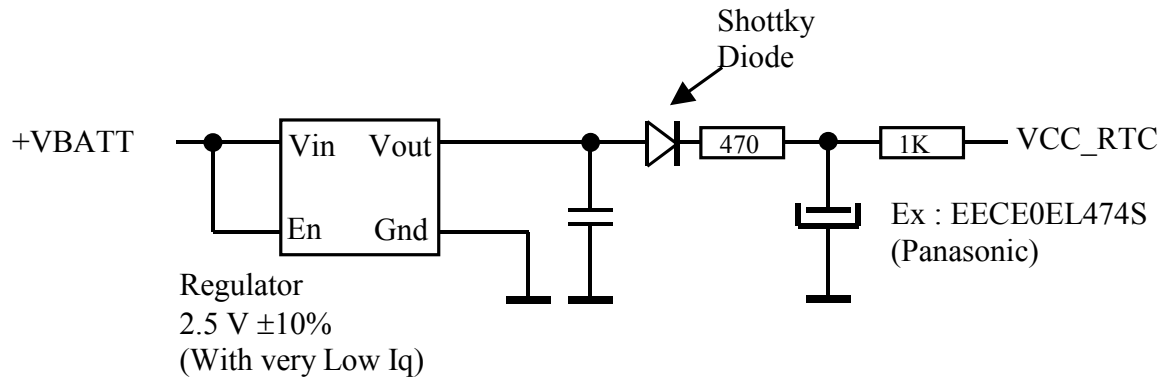 Shottky
Diode
+VBATT
Vin
Vout
470
1K
VCC_RTC
En
Gnd
Ex : EECE0EL474S
(Panasonic)
Regulator
2.5 V ±10%
(With very Low Iq)